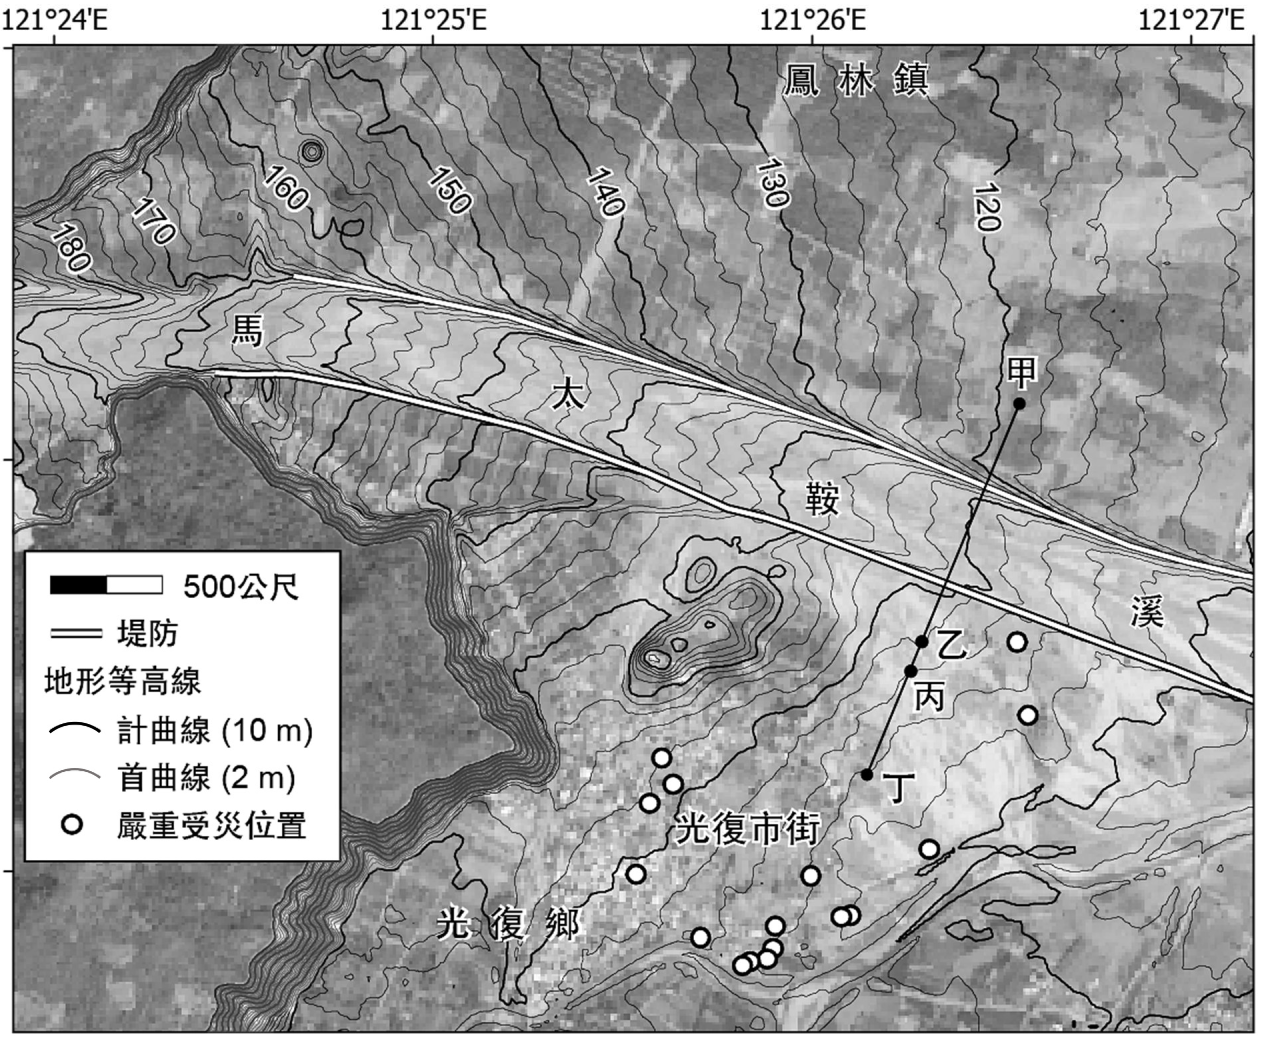 121°24'E 121°25'E 121°26'E 121°27'E
鳳林鎮
180 170 160 150 140 130 120
甲
馬
太
鞍
溪
乙
丙
丁
500公尺
堤防
地形等高線
計曲線 (10 m)
首曲線 (2 m)
嚴重受災位置
光復市街
光復鄉